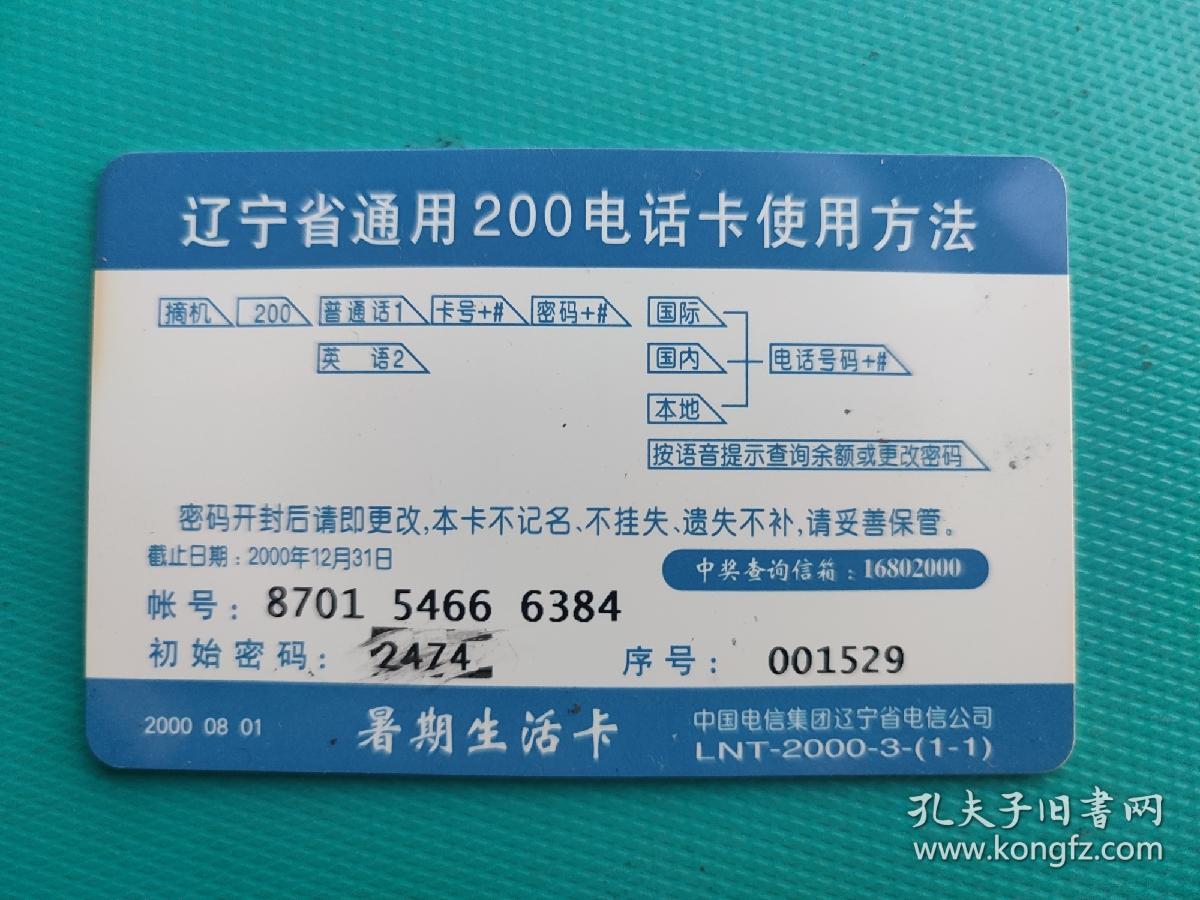 辽宁省通用200电话卡使用方法
摘机 200 普通话1 卡号+# 密码+# 国际
英 语2 国内 电话号码+#
本地
按语音提示查询余额或更改密码
密码开封后请即更改,本卡不记名、不挂失、遗失不补,请妥善保管。
截止日期：2000年12月31日
中奖查询信箱：16802000
帐号：8701 5466 6384
初始密码：2474 序号：001529
2000 08 01 暑期生活卡 中国电信集团辽宁省电信公司
LNT-2000-3-(1-1)
孔夫子旧书网
www.kongfz.com